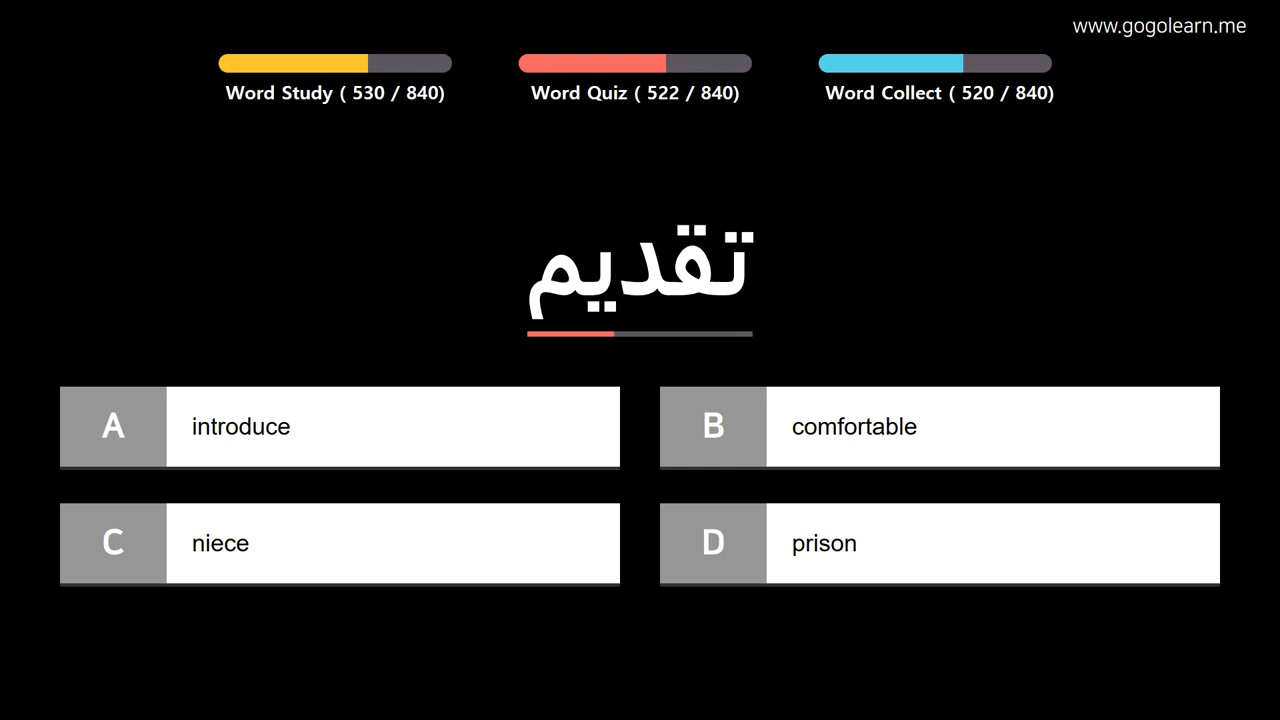 www.gogolearn.me
Word Study ( 530 / 840)
Word Quiz ( 522 / 840)
Word Collect ( 520 / 840)
تقديم
A introduce
B comfortable
C niece
D prison